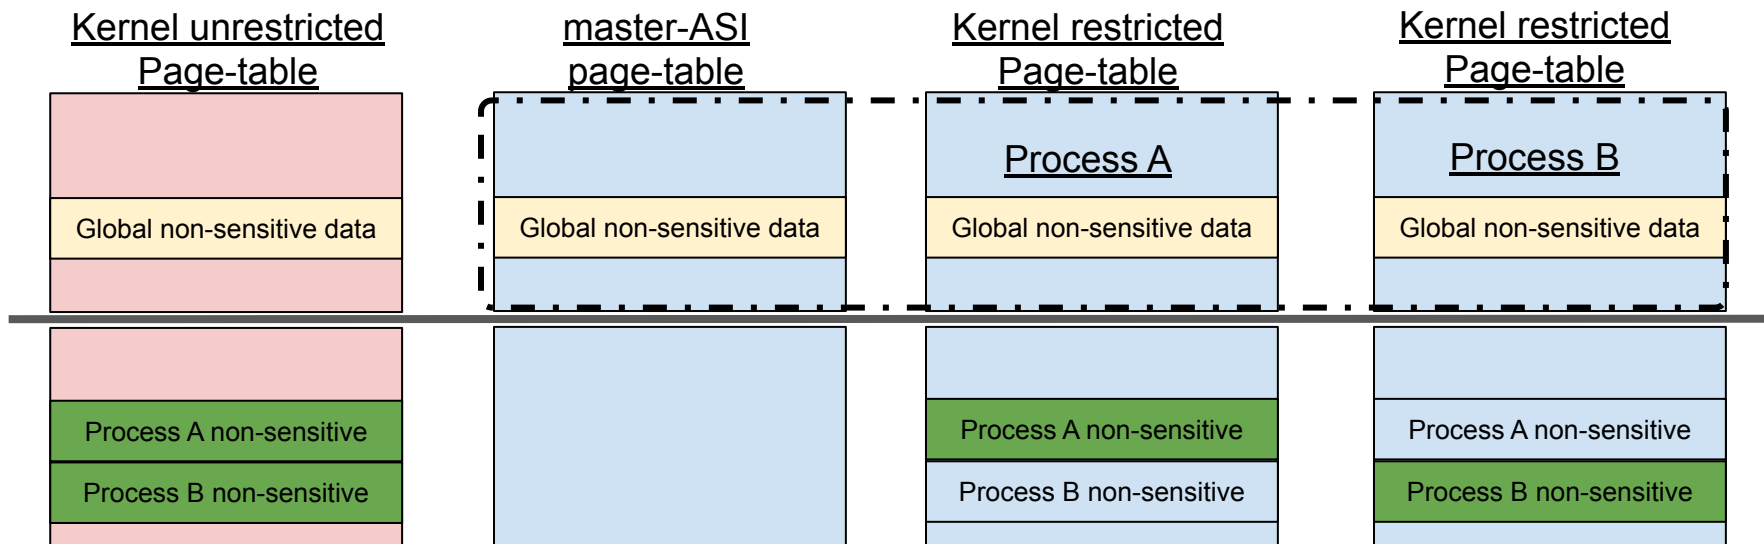 Kernel unrestricted
Page-table
master-ASI
page-table
Kernel restricted
Page-table
Kernel restricted
Page-table
Process A
Process B
Global non-sensitive data
Global non-sensitive data
Global non-sensitive data
Global non-sensitive data
Process A non-sensitive
Process A non-sensitive
Process A non-sensitive
Process B non-sensitive
Process B non-sensitive
Process B non-sensitive